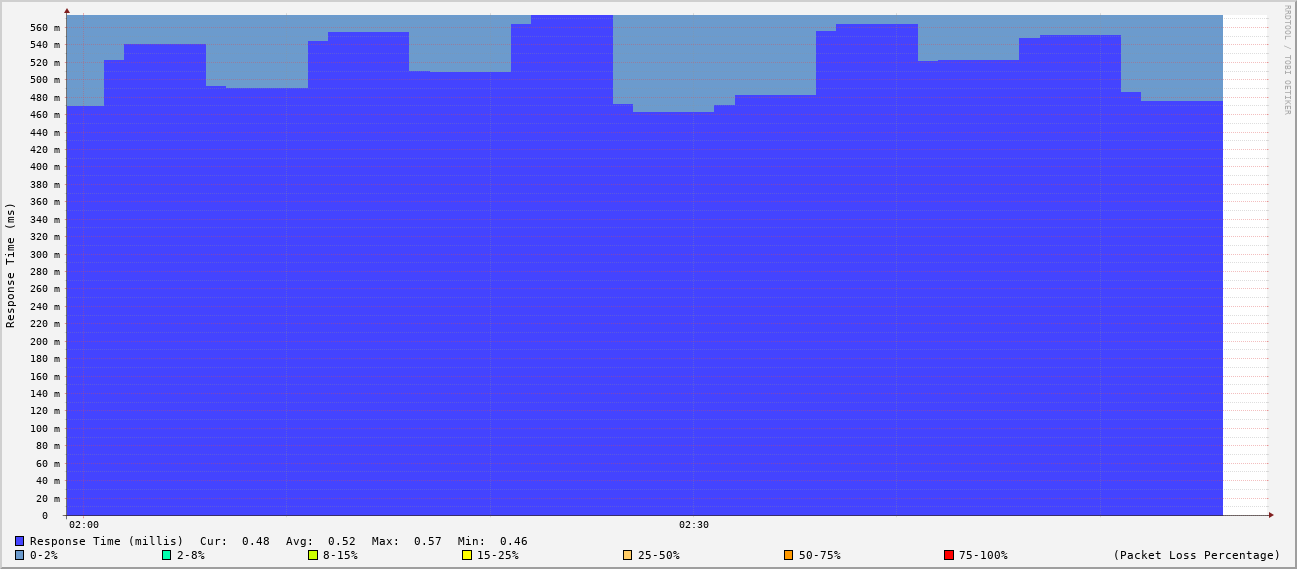 RRDTOOL / TOBI OETIKER
Response Time (ms)
560 m
540 m
520 m
500 m
480 m
460 m
440 m
420 m
400 m
380 m
360 m
340 m
320 m
300 m
280 m
260 m
240 m
220 m
200 m
180 m
160 m
140 m
120 m
100 m
80 m
60 m
40 m
20 m
0
02:00 02:30
Response Time (millis) Cur: 0.48 Avg: 0.52 Max: 0.57 Min: 0.46
0-2% 2-8% 8-15% 15-25% 25-50% 50-75% 75-100% (Packet Loss Percentage)